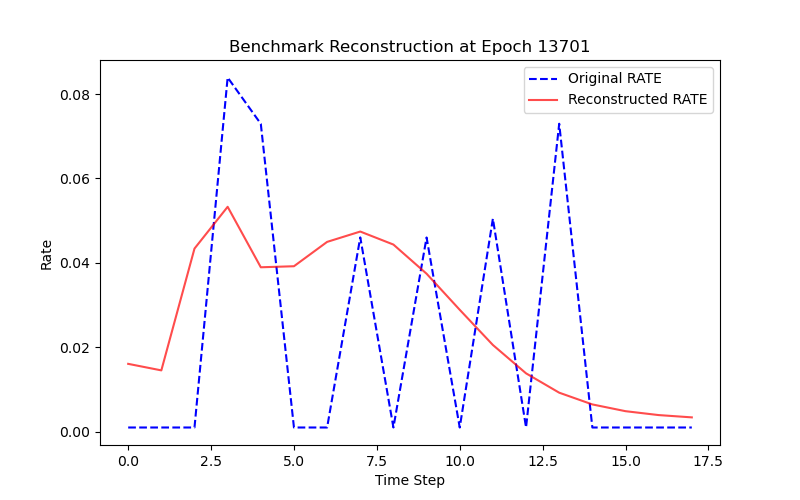 Benchmark Reconstruction at Epoch 13701
Original RATE
Reconstructed RATE
Rate
0.08
0.06
0.04
0.02
0.00
0.0 2.5 5.0 7.5 10.0 12.5 15.0 17.5
Time Step